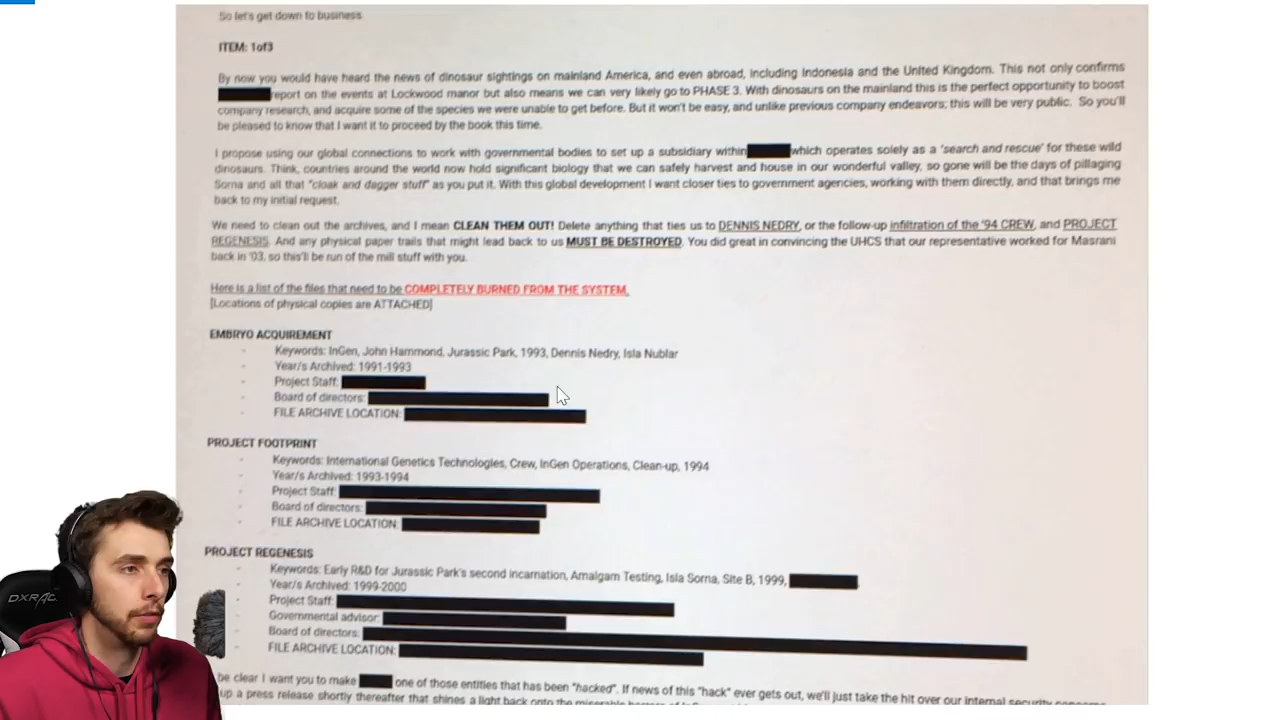 So let's get down to business
ITEM: 1of3
By now you would have heard the news of dinosaur sightings on mainland America, and even abroad, including Indonesia and the United Kingdom. This not only confirms
report on the events at Lockwood manor but also means we can very likely go to PHASE 3. With dinosaurs on the mainland this is the perfect opportunity to boost
company research, and acquire some of the species we were unable to get before. But it won't be easy, and unlike previous company endeavors; this will be very public. So you'll
be pleased to know that I want it to proceed by the book this time.
I propose using our global connections to work with governmental bodies to set up a subsidiary within which operates solely as a 'search and rescue' for these wild
dinosaurs. Think, countries around the world now hold significant biology that we can safely harvest and house in our wonderful valley, so gone will be the days of pillaging
Sorna and all that "cloak and dagger stuff" as you put it. With this global development I want closer ties to government agencies, working with them directly, and that brings me
back to my initial request.
We need to clean out the archives, and I mean CLEAN THEM OUT! Delete anything that ties us to DENNIS NEDRY, or the follow-up infiltration of the '94 CREW, and PROJECT
REGENESIS. And any physical paper trails that might lead back to us MUST BE DESTROYED. You did great in convincing the UHCS that our representative worked for Masrani
back in '03, so this'll be run of the mill stuff with you.
Here is a list of the files that need to be COMPLETELY BURNED FROM THE SYSTEM.
[Locations of physical copies are ATTACHED]
EMBRYO ACQUIREMENT
- Keywords: InGen, John Hammond, Jurassic Park, 1993, Dennis Nedry, Isla Nublar
- Year/s Archived: 1991-1993
- Project Staff:
- Board of directors:
- FILE ARCHIVE LOCATION:
PROJECT FOOTPRINT
- Keywords: International Genetics Technologies, Crew, InGen Operations, Clean-up, 1994
- Year/s Archived: 1993-1994
- Project Staff:
- Board of directors:
- FILE ARCHIVE LOCATION:
PROJECT REGENESIS
- Keywords: Early R&D for Jurassic Park's second incarnation, Amalgam Testing, Isla Sorna, Site B, 1999,
- Year/s Archived: 1999-2000
- Project Staff:
- Governmental advisor:
- Board of directors:
- FILE ARCHIVE LOCATION:
be clear I want you to make one of those entities that has been "hacked". If news of this "hack" ever gets out, we'll just take the hit over our internal security
up a press release shortly thereafter that shines a light back onto the miserable
DXRAC